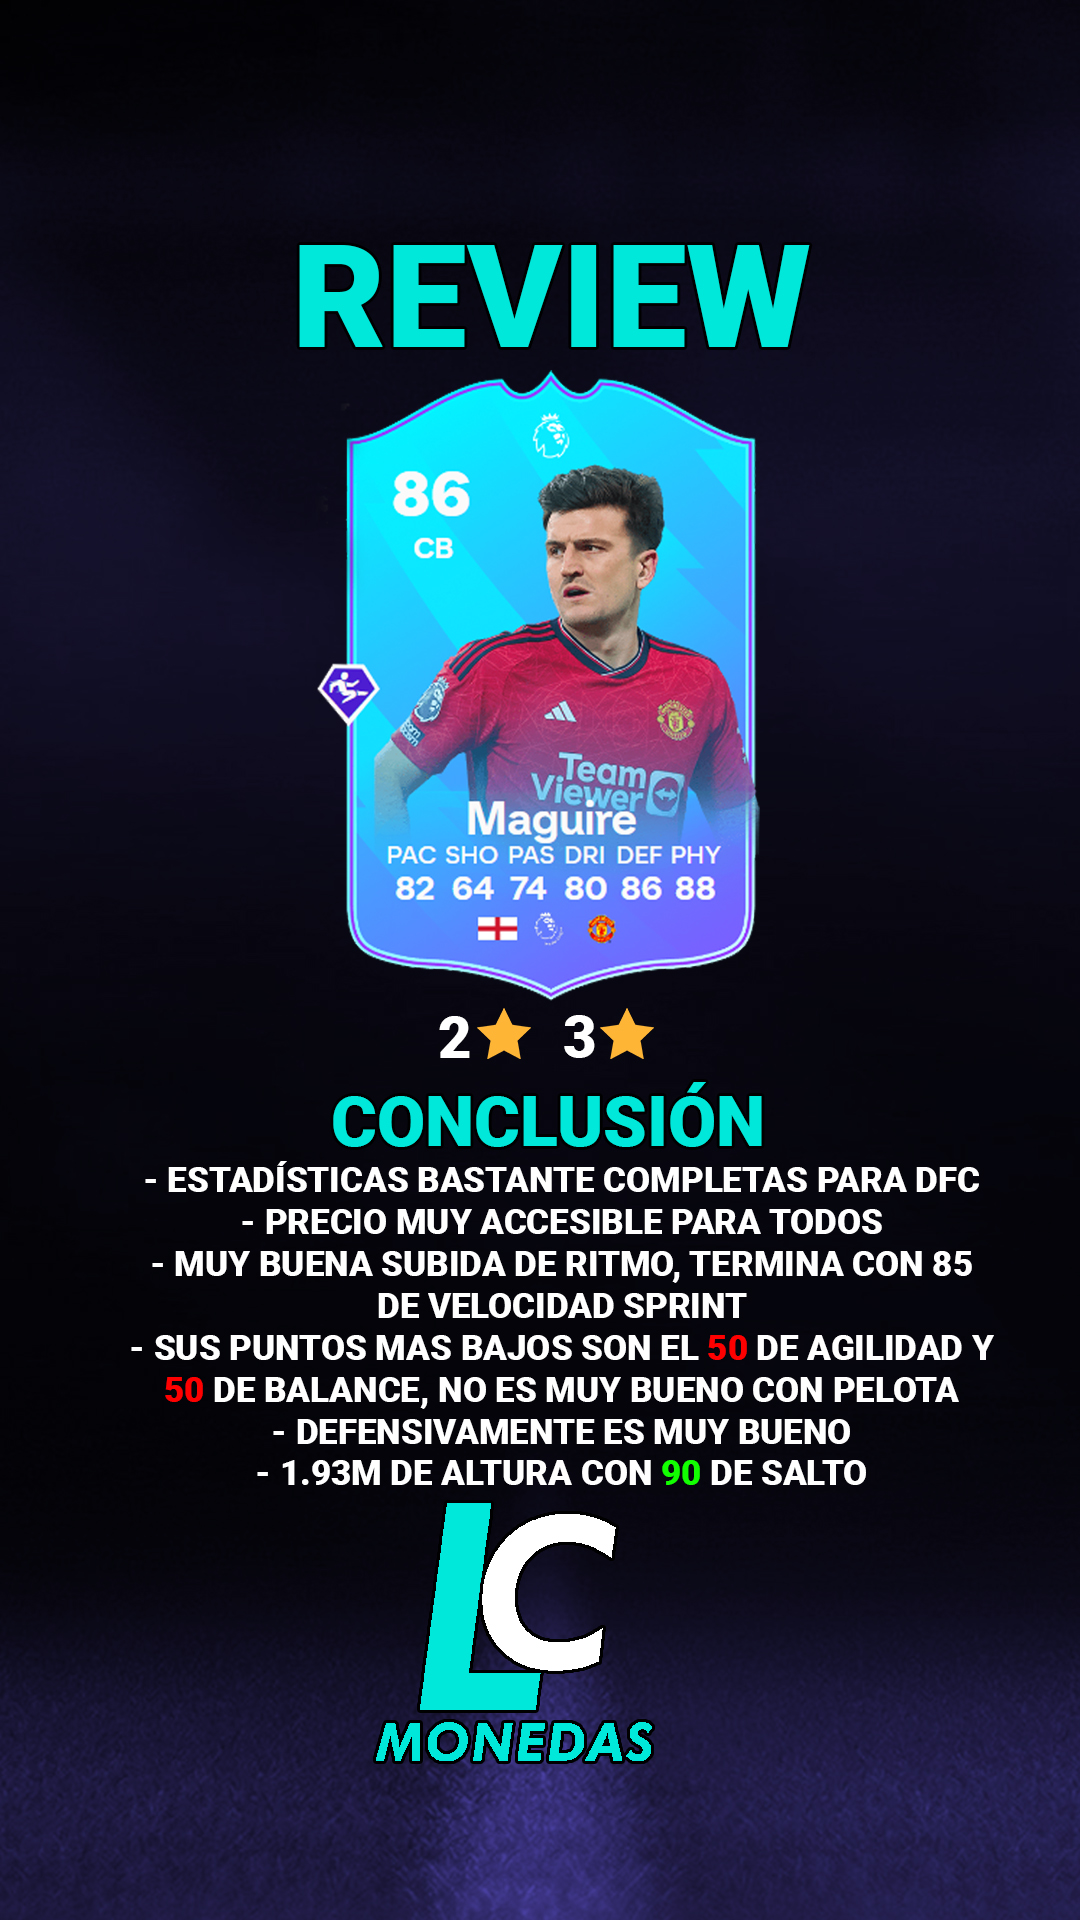 REVIEW
86
CB
Team
Viewer
Maguire
PAC SHO PAS DRI DEF PHY
82 64 74 80 86 88
2 3
CONCLUSIÓN
- ESTADÍSTICAS BASTANTE COMPLETAS PARA DFC
- PRECIO MUY ACCESIBLE PARA TODOS
- MUY BUENA SUBIDA DE RITMO, TERMINA CON 85
DE VELOCIDAD SPRINT
- SUS PUNTOS MAS BAJOS SON EL 50 DE AGILIDAD Y
50 DE BALANCE, NO ES MUY BUENO CON PELOTA
- DEFENSIVAMENTE ES MUY BUENO
- 1.93M DE ALTURA CON 90 DE SALTO
LC
MONEDAS